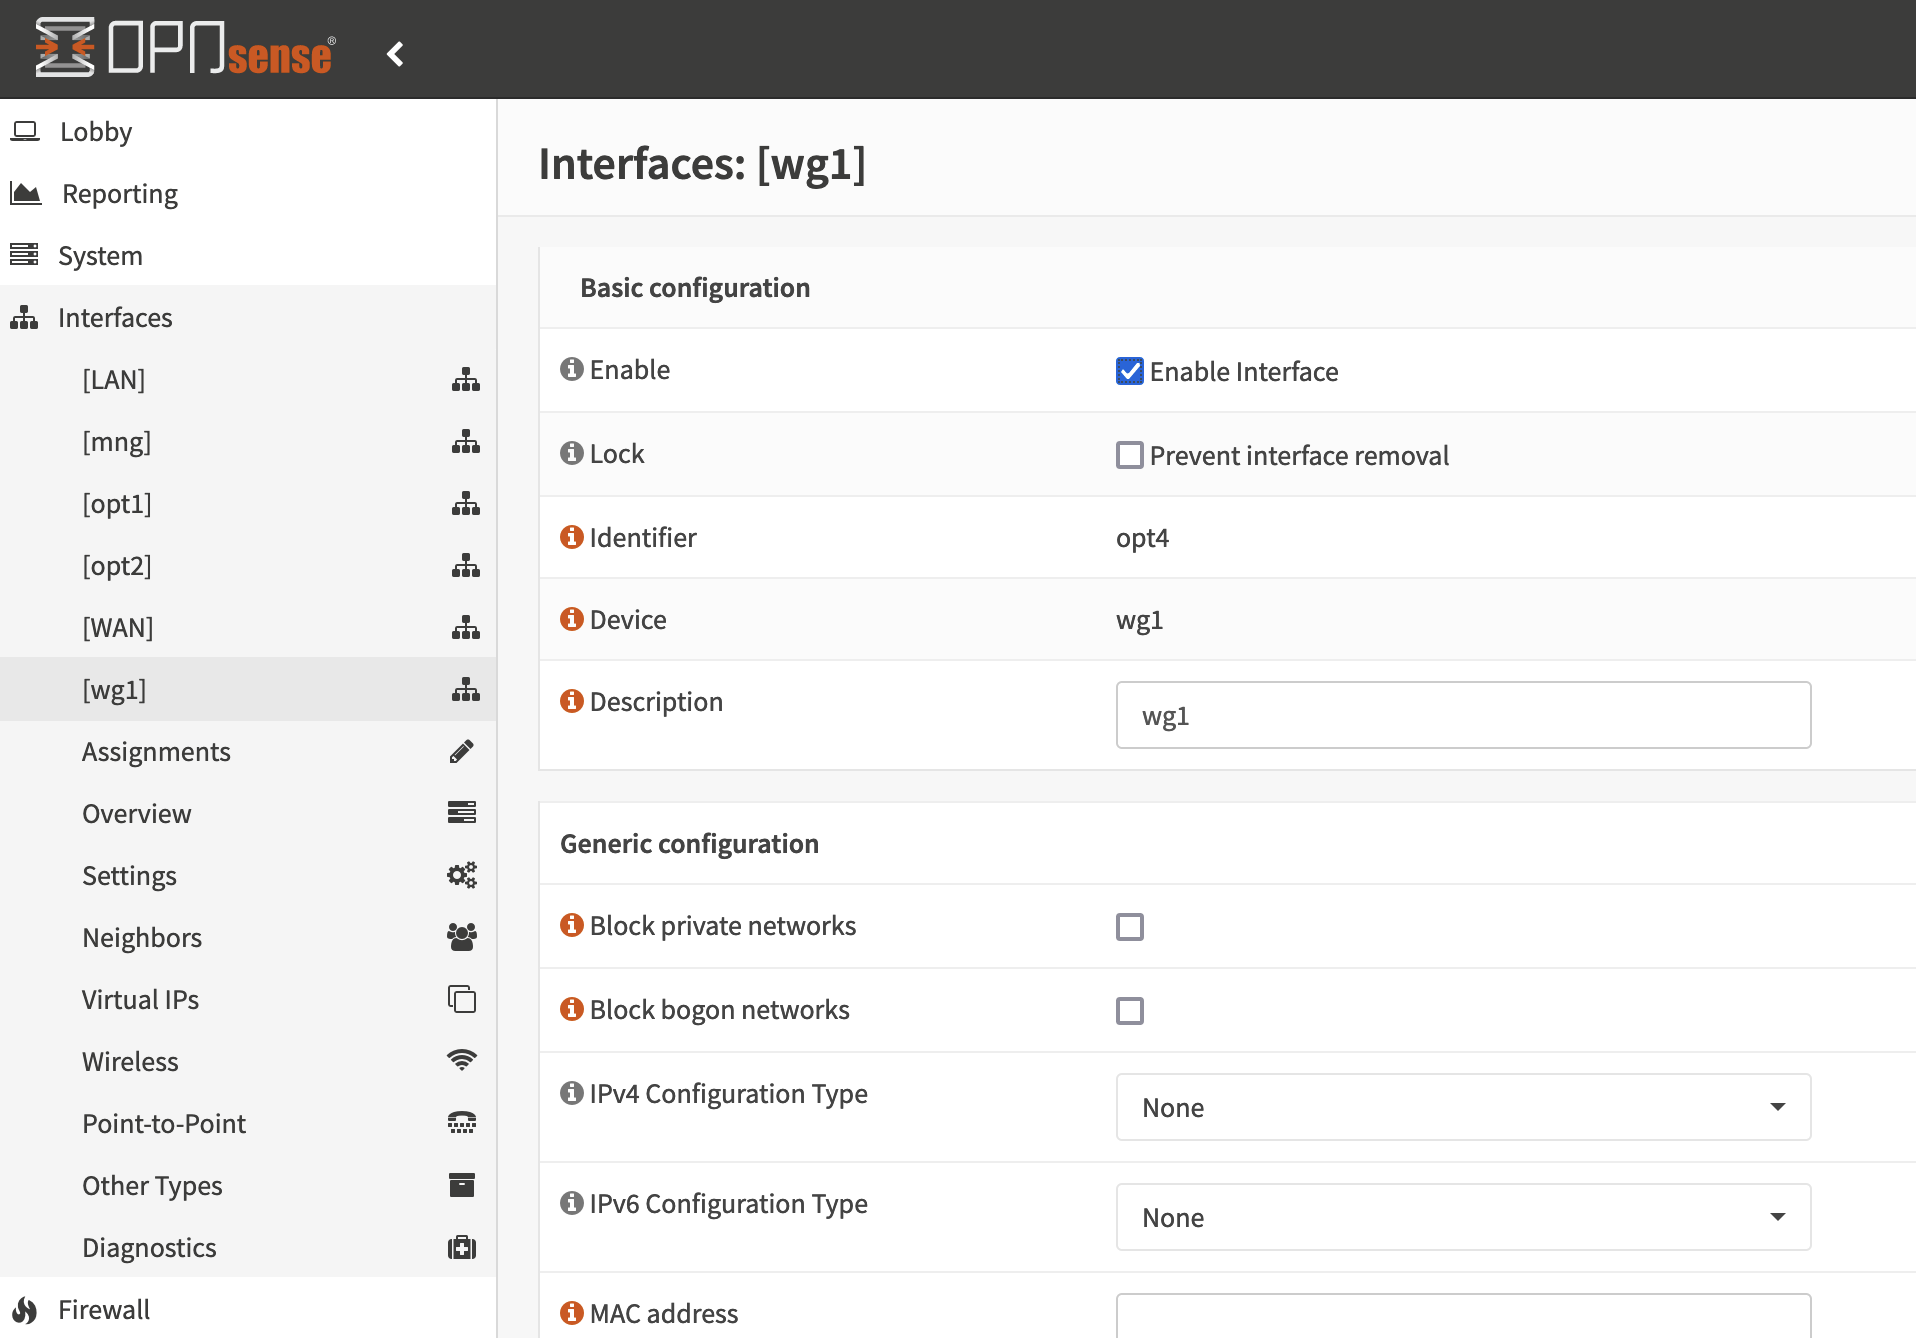 OPNsense®
Lobby
Reporting
System
Interfaces
[LAN]
[mng]
[opt1]
[opt2]
[WAN]
[wg1]
Assignments
Overview
Settings
Neighbors
Virtual IPs
Wireless
Point-to-Point
Other Types
Diagnostics
Firewall
Interfaces: [wg1]
Basic configuration
Enable
Enable Interface
Lock
Prevent interface removal
Identifier
opt4
Device
wg1
Description
wg1
Generic configuration
Block private networks
Block bogon networks
IPv4 Configuration Type
None
IPv6 Configuration Type
None
MAC address